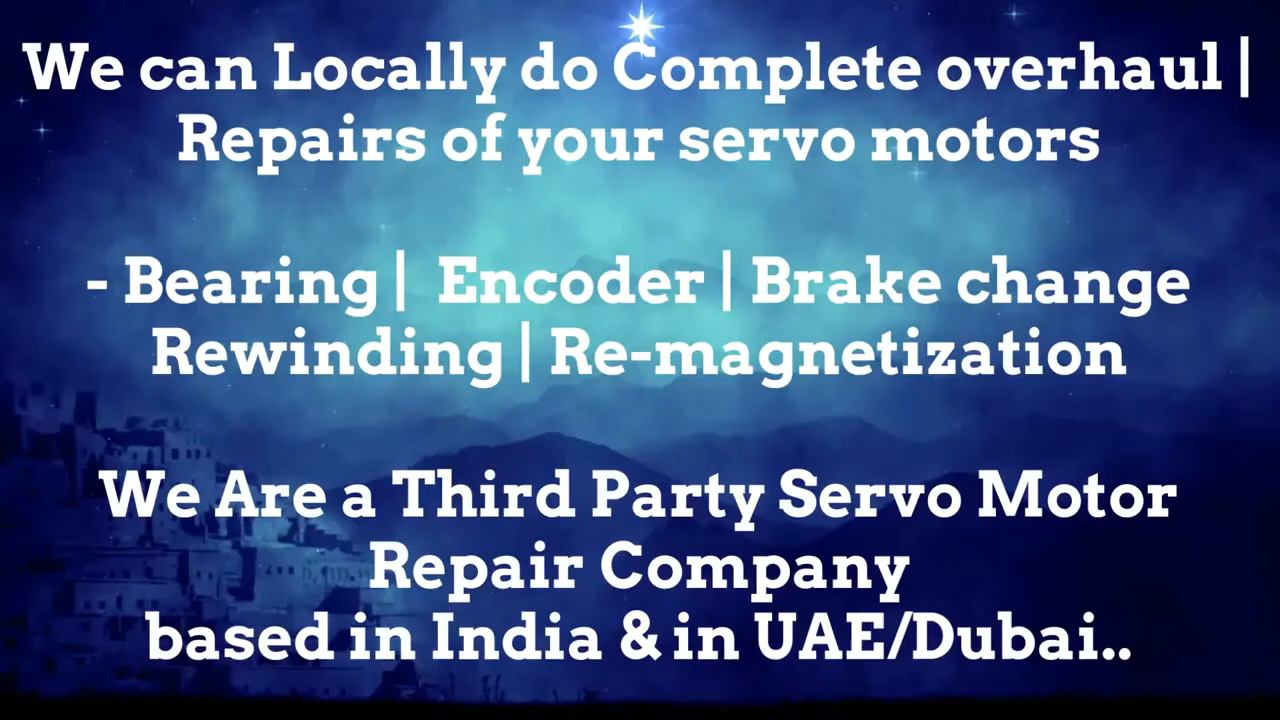 We can Locally do Complete overhaul |
Repairs of your servo motors
- Bearing | Encoder | Brake change
Rewinding | Re-magnetization
We Are a Third Party Servo Motor
Repair Company
based in India & in UAE/Dubai..